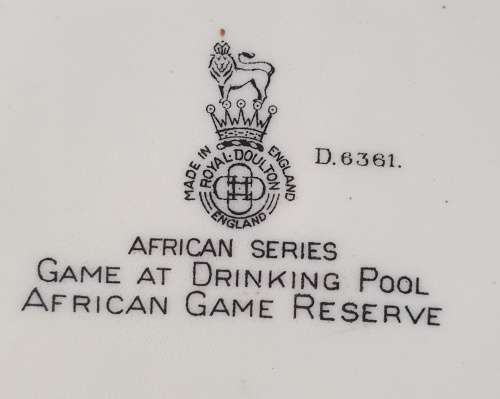 MADE IN ENGLAND
ROYAL·DOULTON
ENGLAND
D.6361.
AFRICAN SERIES
GAME AT DRINKING POOL
AFRICAN GAME RESERVE